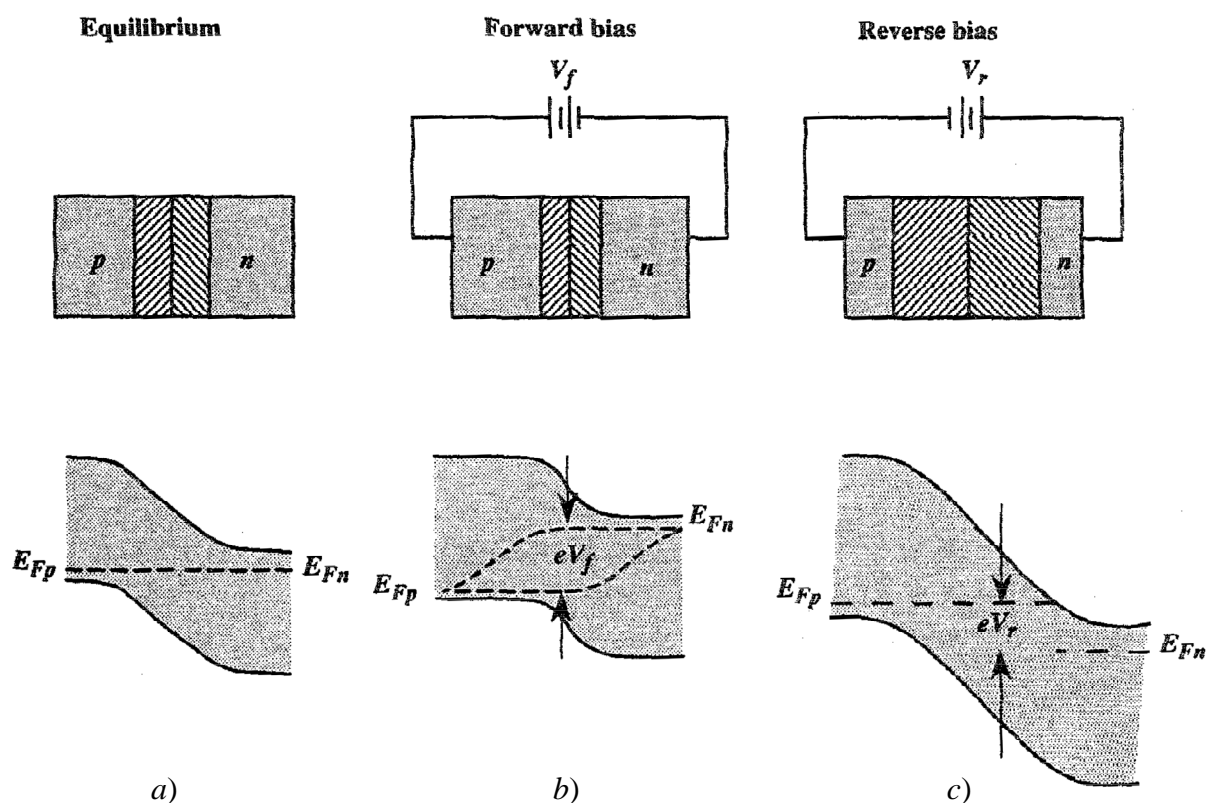 Equilibrium
Forward bias
Reverse bias
V_f
V_r
p
n
p
n
p
n
E_Fp
E_Fn
E_Fp
eV_f
E_Fn
E_Fp
eV_r
E_Fn
a)
b)
c)